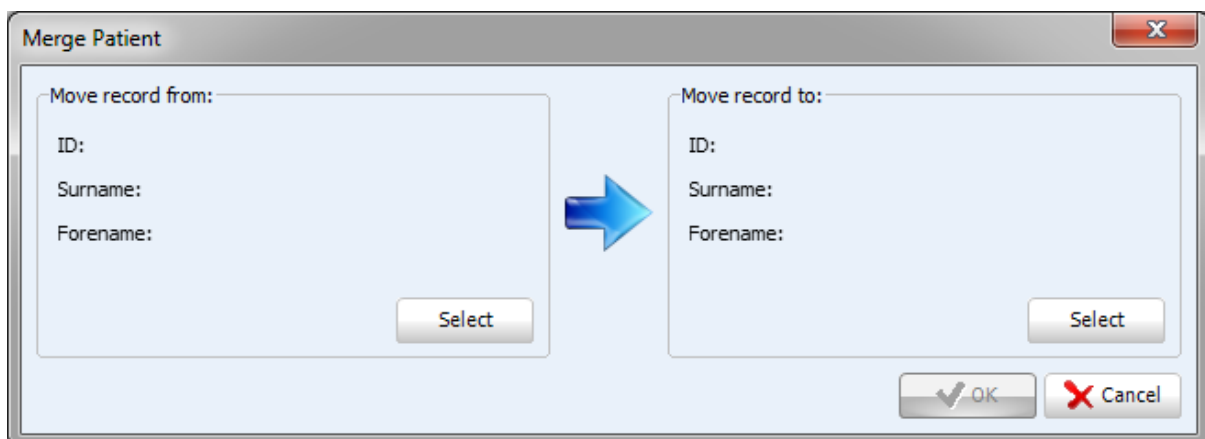 Merge Patient
Move record from:
ID:
Surname:
Forename:
Select
Move record to:
ID:
Surname:
Forename:
Select
OK
Cancel